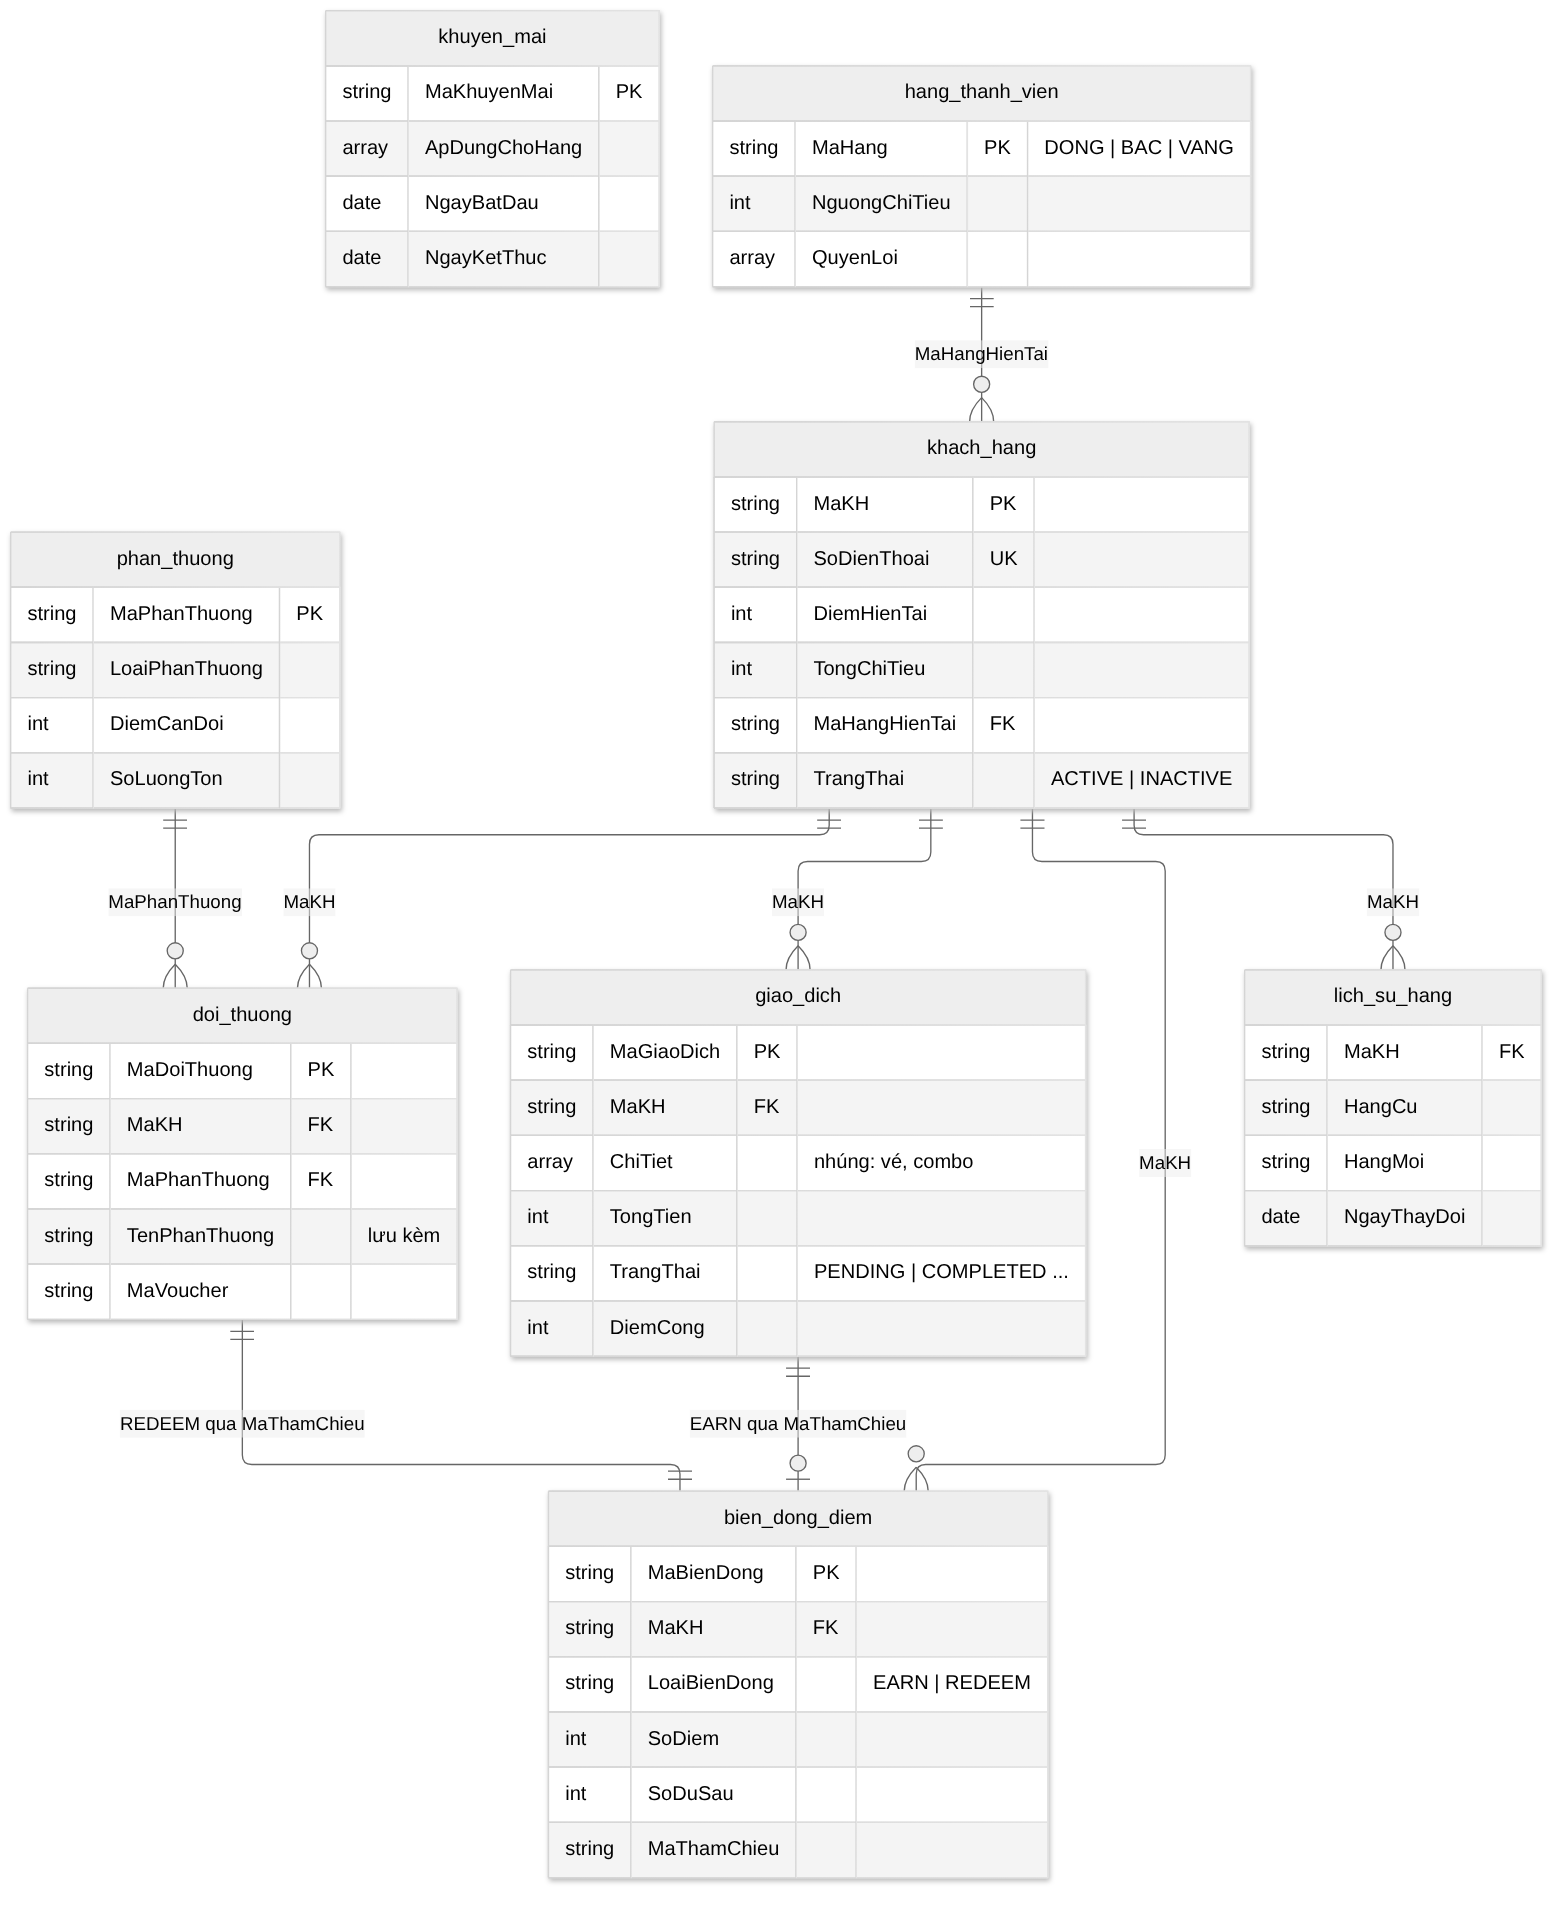 khuyen_mai
string MaKhuyenMai PK
array ApDungChoHang
date NgayBatDau
date NgayKetThuc
hang_thanh_vien
string MaHang PK DONG | BAC | VANG
int NguongChiTieu
array QuyenLoi
MaHangHienTai
khach_hang
string MaKH PK
string SoDienThoai UK
int DiemHienTai
int TongChiTieu
string MaHangHienTai FK
string TrangThai ACTIVE | INACTIVE
phan_thuong
string MaPhanThuong PK
string LoaiPhanThuong
int DiemCanDoi
int SoLuongTon
MaPhanThuong
MaKH
MaKH
MaKH
doi_thuong
string MaDoiThuong PK
string MaKH FK
string MaPhanThuong FK
string TenPhanThuong lưu kèm
string MaVoucher
giao_dich
string MaGiaoDich PK
string MaKH FK
array ChiTiet nhúng: vé, combo
int TongTien
string TrangThai PENDING | COMPLETED ...
int DiemCong
MaKH
lich_su_hang
string MaKH FK
string HangCu
string HangMoi
date NgayThayDoi
REDEEM qua MaThamChieu
EARN qua MaThamChieu
bien_dong_diem
string MaBienDong PK
string MaKH FK
string LoaiBienDong EARN | REDEEM
int SoDiem
int SoDuSau
string MaThamChieu